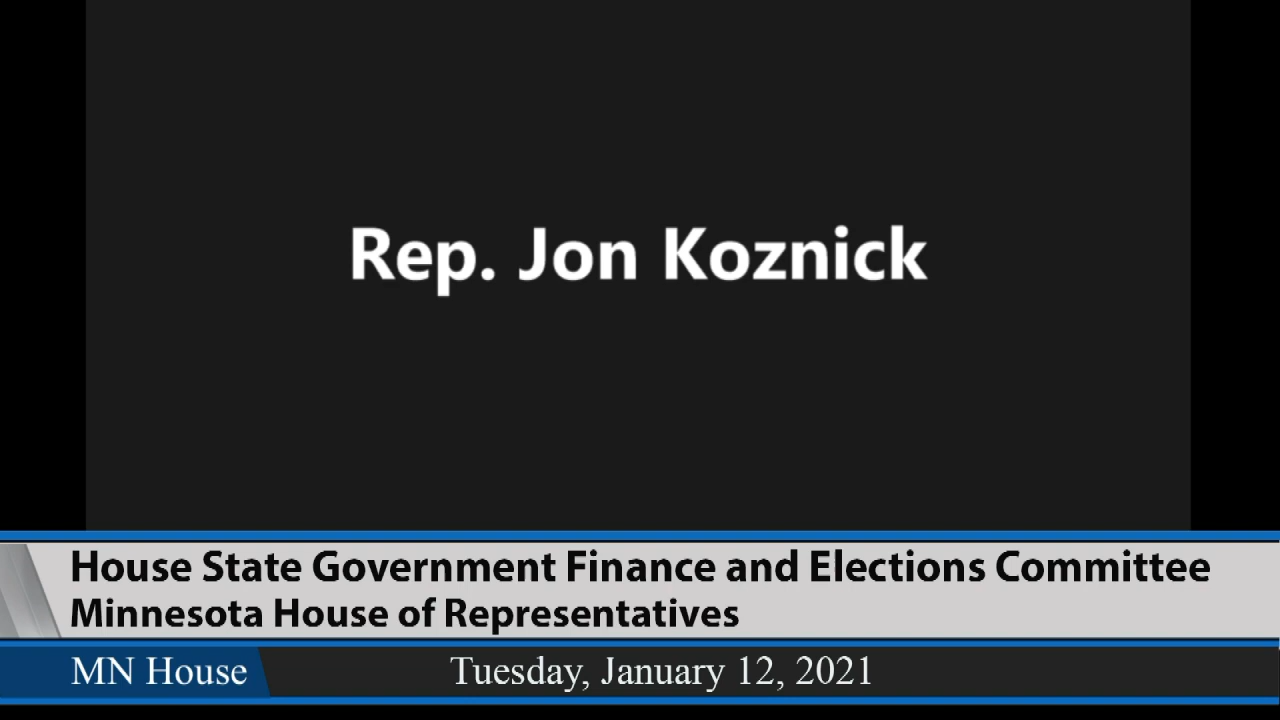 Rep. Jon Koznick
House State Government Finance and Elections Committee
Minnesota House of Representatives
MN House
Tuesday, January 12, 2021